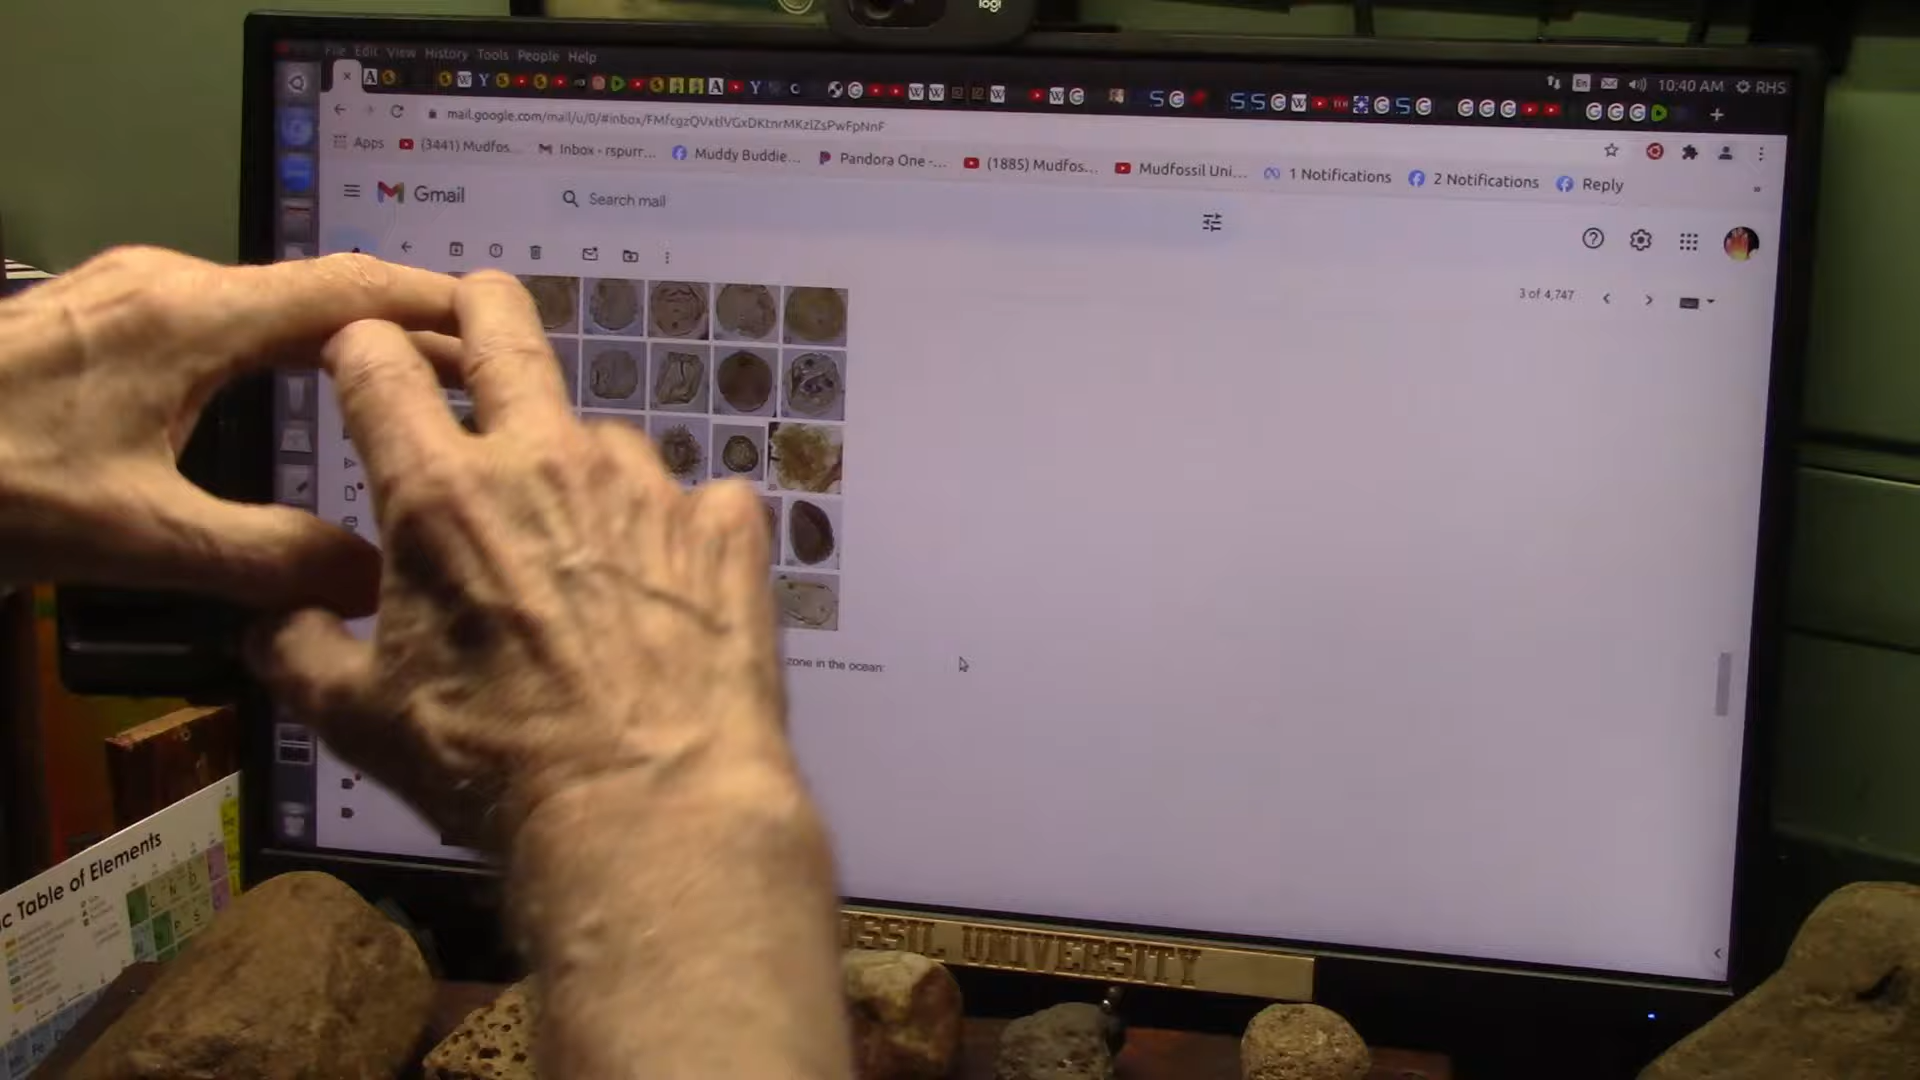 logi
File Edit View History Tools People Help
10:40 AM RHS
mail.google.com/mail/u/0/#inbox/FMfcgzQVxtlVGxDKtnrMKzlZsPwFpNnF
Apps (3441) Mudfos... Inbox - rspurr... Muddy Buddie... Pandora One -... (1885) Mudfos... Mudfossil Uni... 1 Notifications 2 Notifications Reply
Gmail Search mail
3 of 4,747
zone in the ocean:
c Table of Elements
OSSIL UNIVERSITY